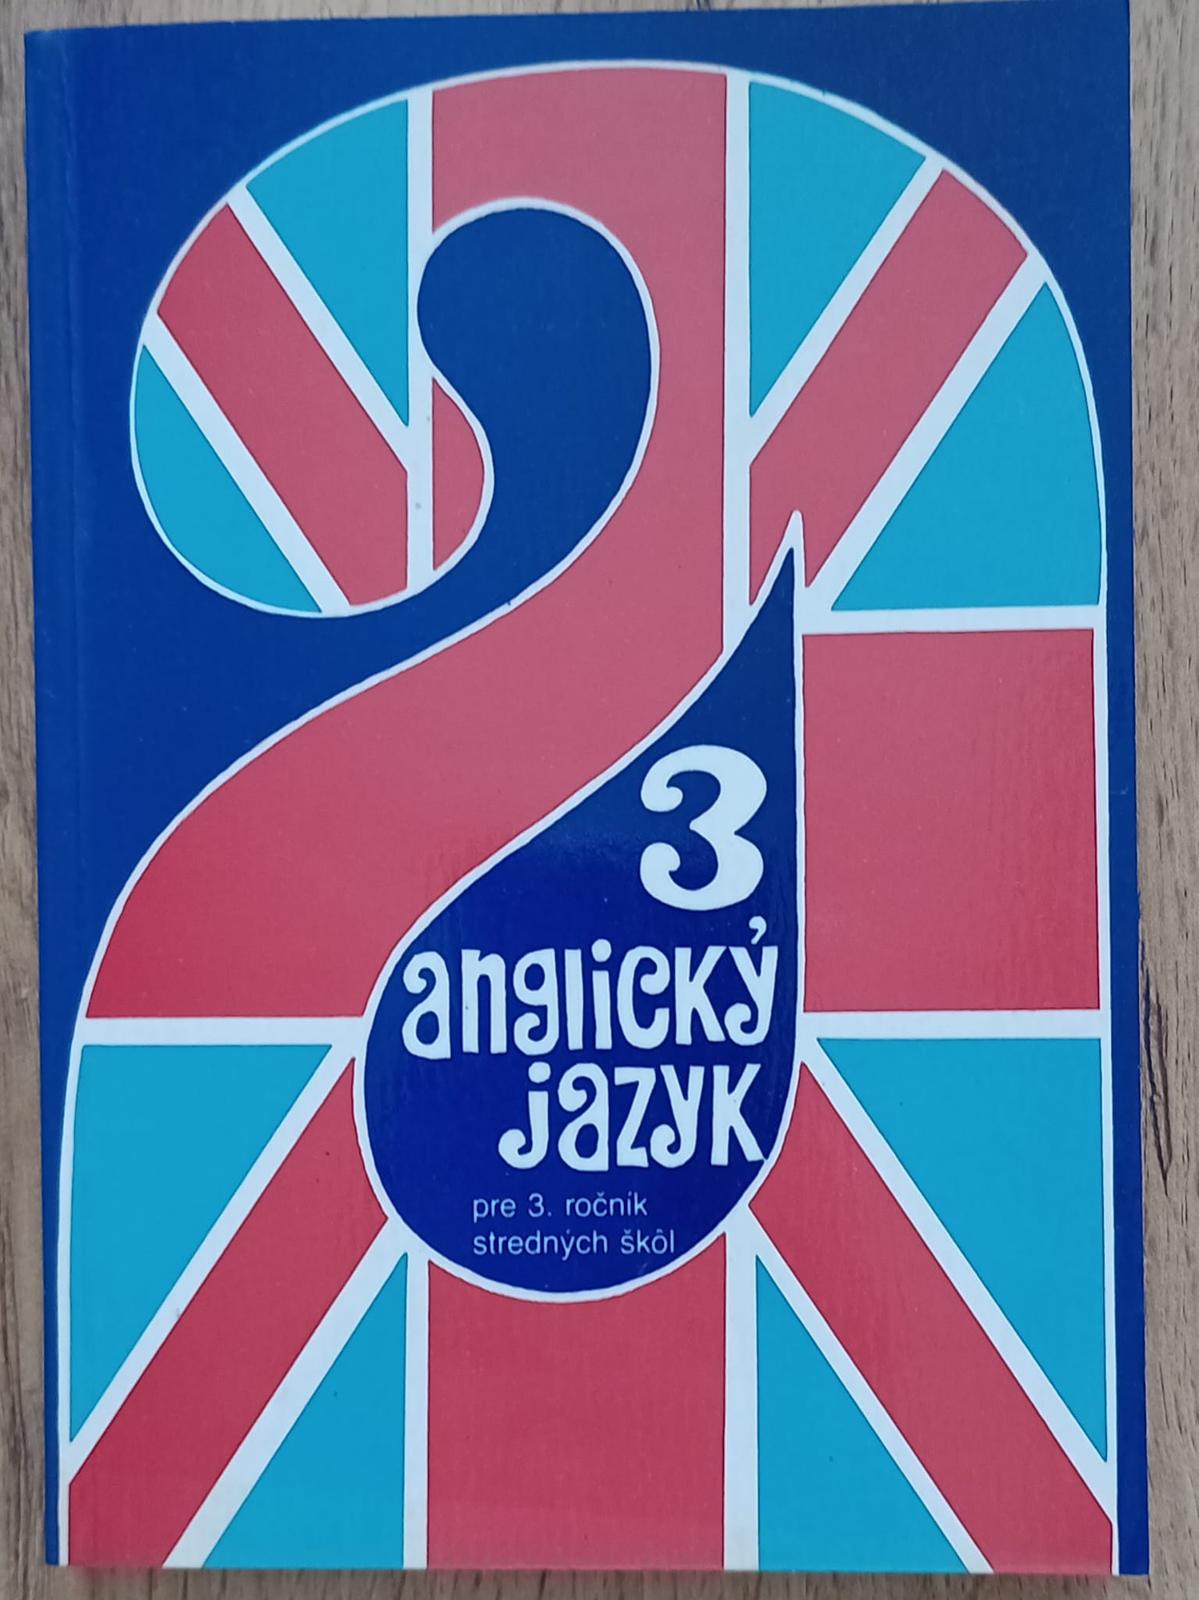 3
anglický
jazyk
pre 3. ročník
stredných škôl